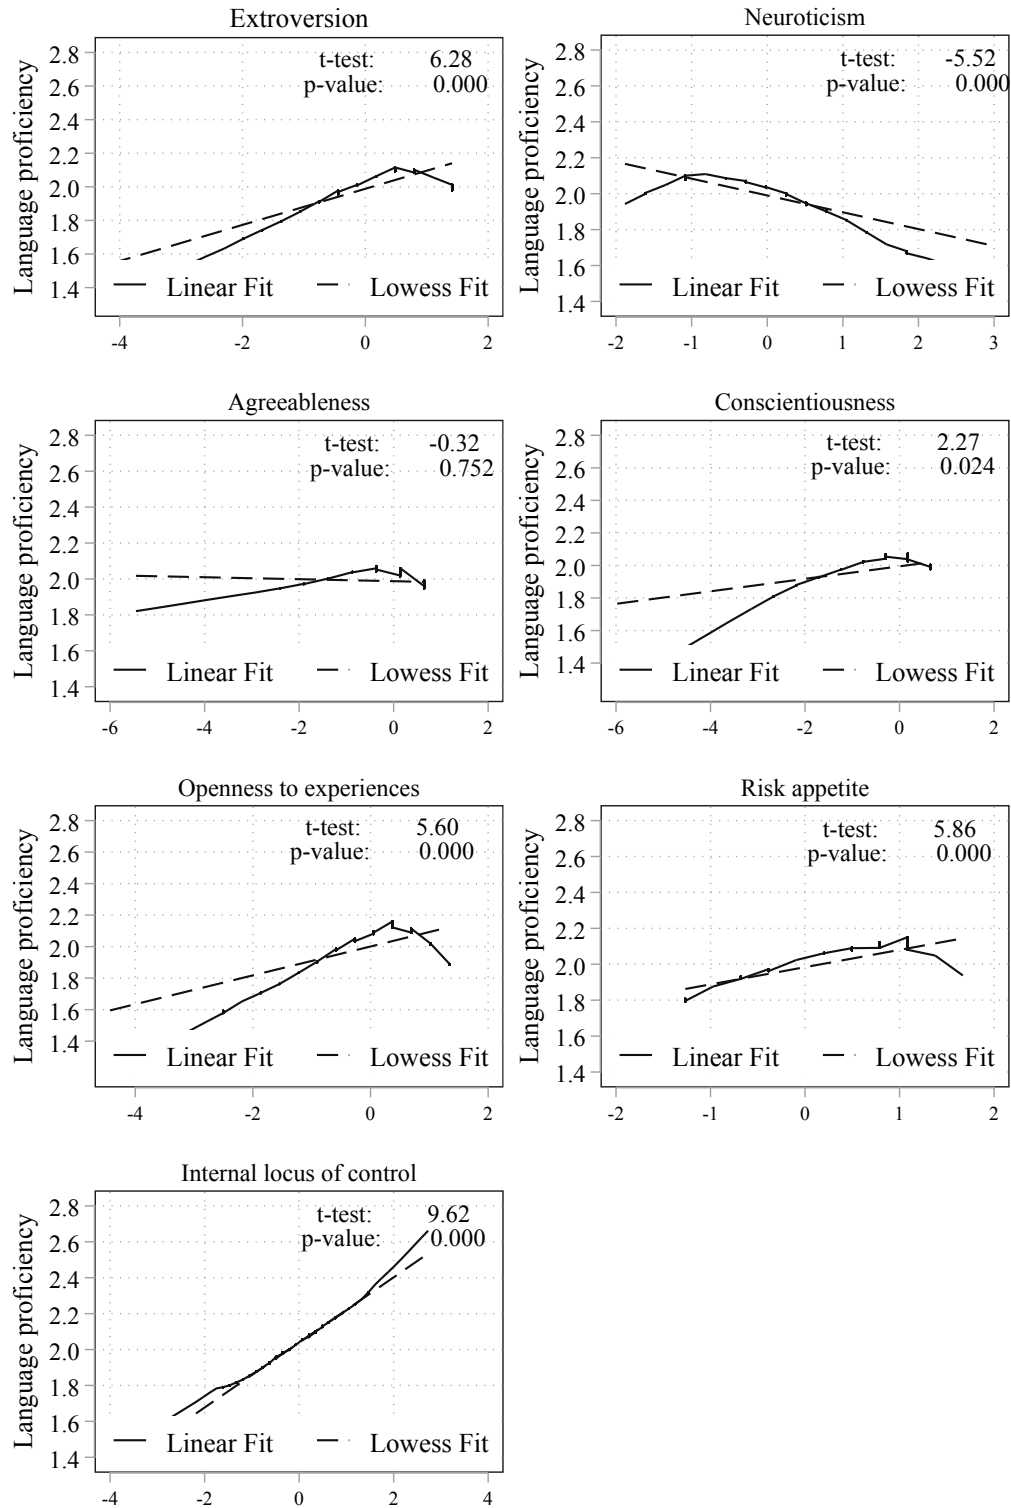 Extroversion
t-test: 6.28
p-value: 0.000
Language proficiency
2.8
2.6
2.4
2.2
2.0
1.8
1.6
1.4
Linear Fit Lowess Fit
-4 -2 0 2
Neuroticism
t-test: -5.52
p-value: 0.000
Language proficiency
2.8
2.6
2.4
2.2
2.0
1.8
1.6
1.4
Linear Fit Lowess Fit
-2 -1 0 1 2 3
Agreeableness
t-test: -0.32
p-value: 0.752
Language proficiency
2.8
2.6
2.4
2.2
2.0
1.8
1.6
1.4
Linear Fit Lowess Fit
-6 -4 -2 0 2
Conscientiousness
t-test: 2.27
p-value: 0.024
Language proficiency
2.8
2.6
2.4
2.2
2.0
1.8
1.6
1.4
Linear Fit Lowess Fit
-6 -4 -2 0 2
Openness to experiences
t-test: 5.60
p-value: 0.000
Language proficiency
2.8
2.6
2.4
2.2
2.0
1.8
1.6
1.4
Linear Fit Lowess Fit
-4 -2 0 2
Risk appetite
t-test: 5.86
p-value: 0.000
Language proficiency
2.8
2.6
2.4
2.2
2.0
1.8
1.6
1.4
Linear Fit Lowess Fit
-2 -1 0 1 2
Internal locus of control
t-test: 9.62
p-value: 0.000
Language proficiency
2.8
2.6
2.4
2.2
2.0
1.8
1.6
1.4
Linear Fit Lowess Fit
-4 -2 0 2 4